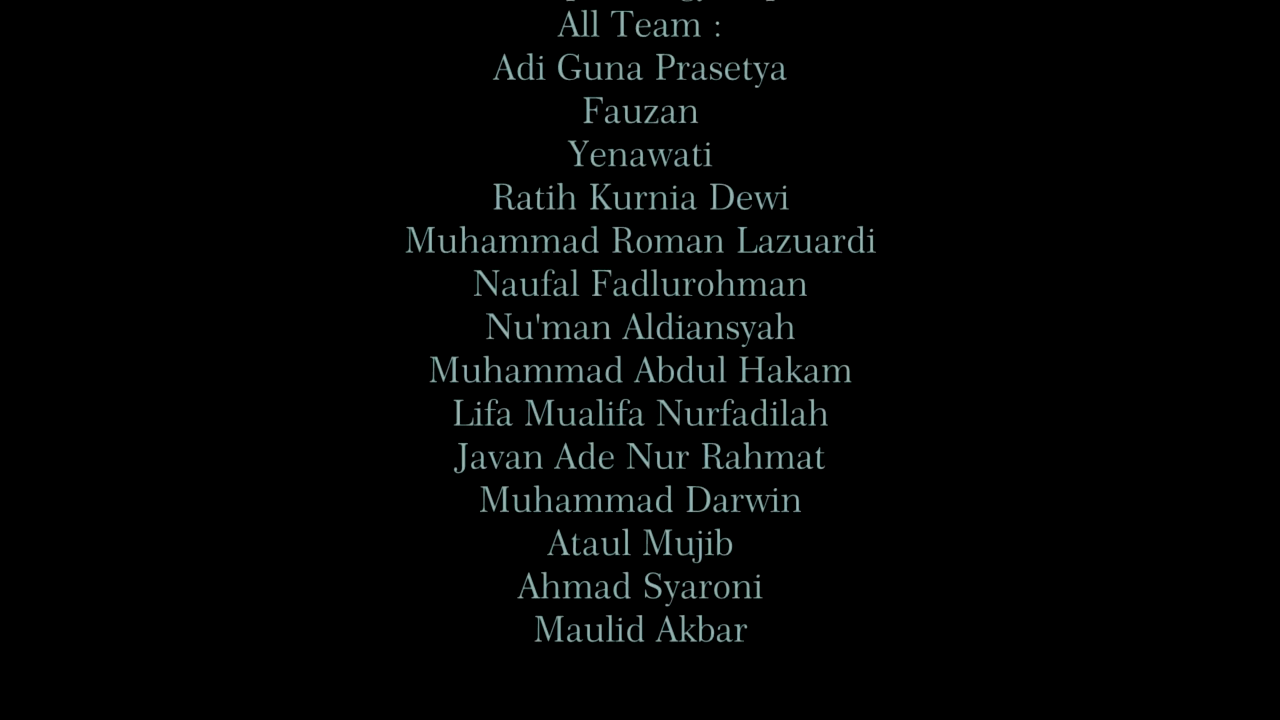 All Team :
Adi Guna Prasetya
Fauzan
Yenawati
Ratih Kurnia Dewi
Muhammad Roman Lazuardi
Naufal Fadlurohman
Nu'man Aldiansyah
Muhammad Abdul Hakam
Lifa Mualifa Nurfadilah
Javan Ade Nur Rahmat
Muhammad Darwin
Ataul Mujib
Ahmad Syaroni
Maulid Akbar